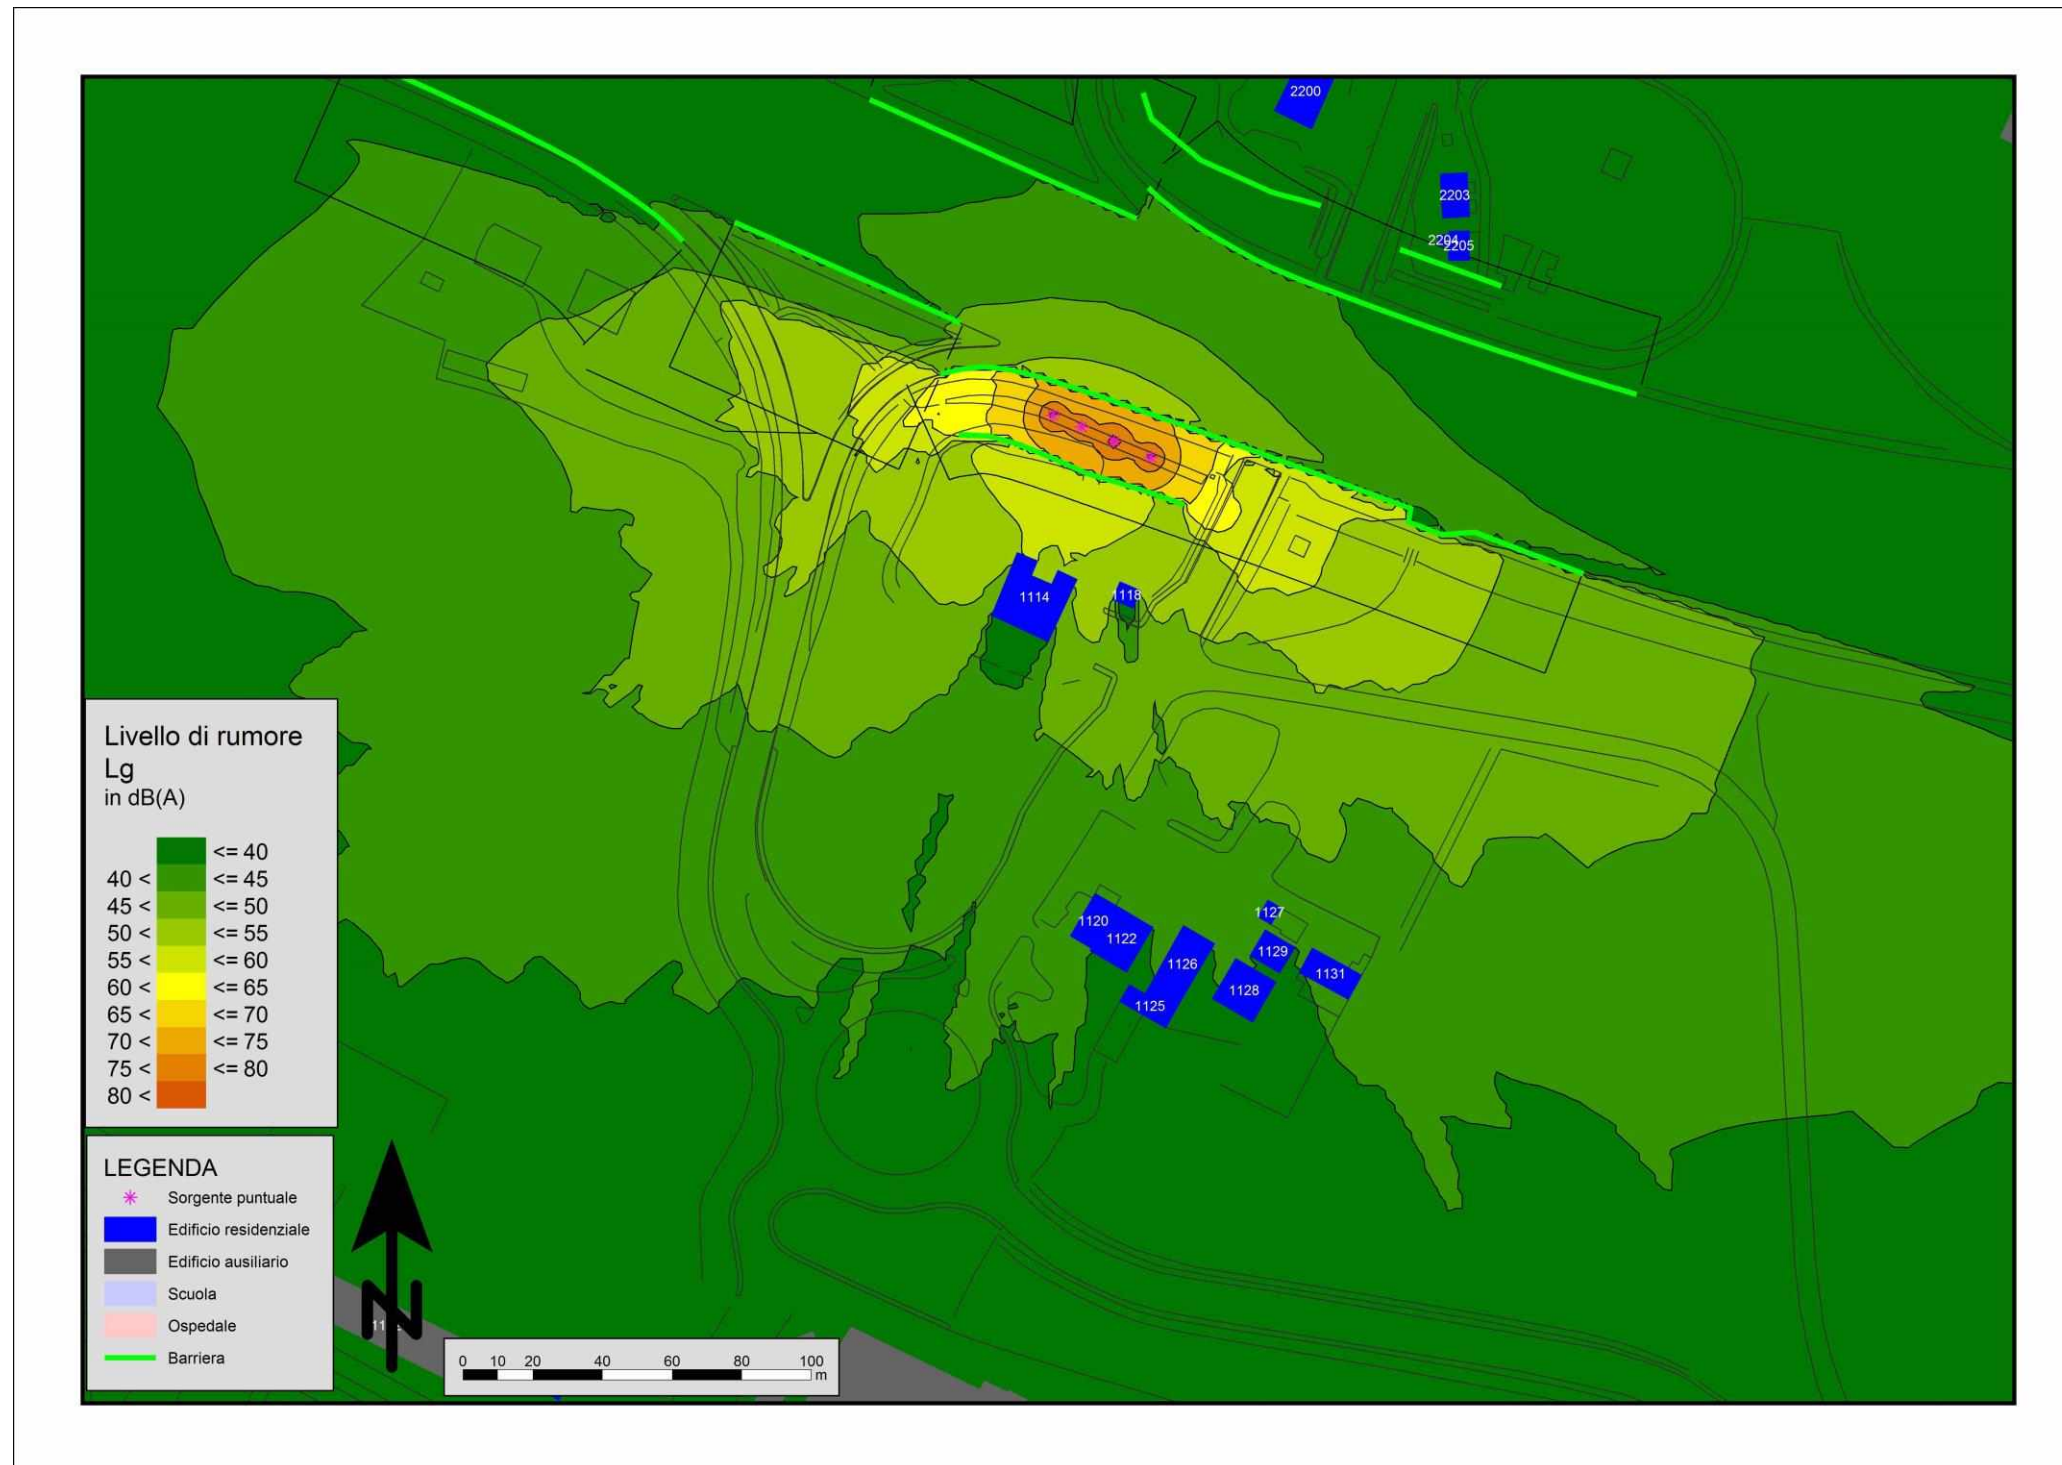 2200
2203
2204
2205
1114
1118
Livello di rumore
Lg
in dB(A)
<= 40
40 < <= 45
45 < <= 50
50 < <= 55
55 < <= 60
60 < <= 65
65 < <= 70
70 < <= 75
75 < <= 80
80 <
1120
1122
1127
1126
1129
1131
1128
1125
LEGENDA
Sorgente puntuale
Edificio residenziale
Edificio ausiliario
Scuola
Ospedale
Barriera
N
0 10 20 40 60 80 100
m